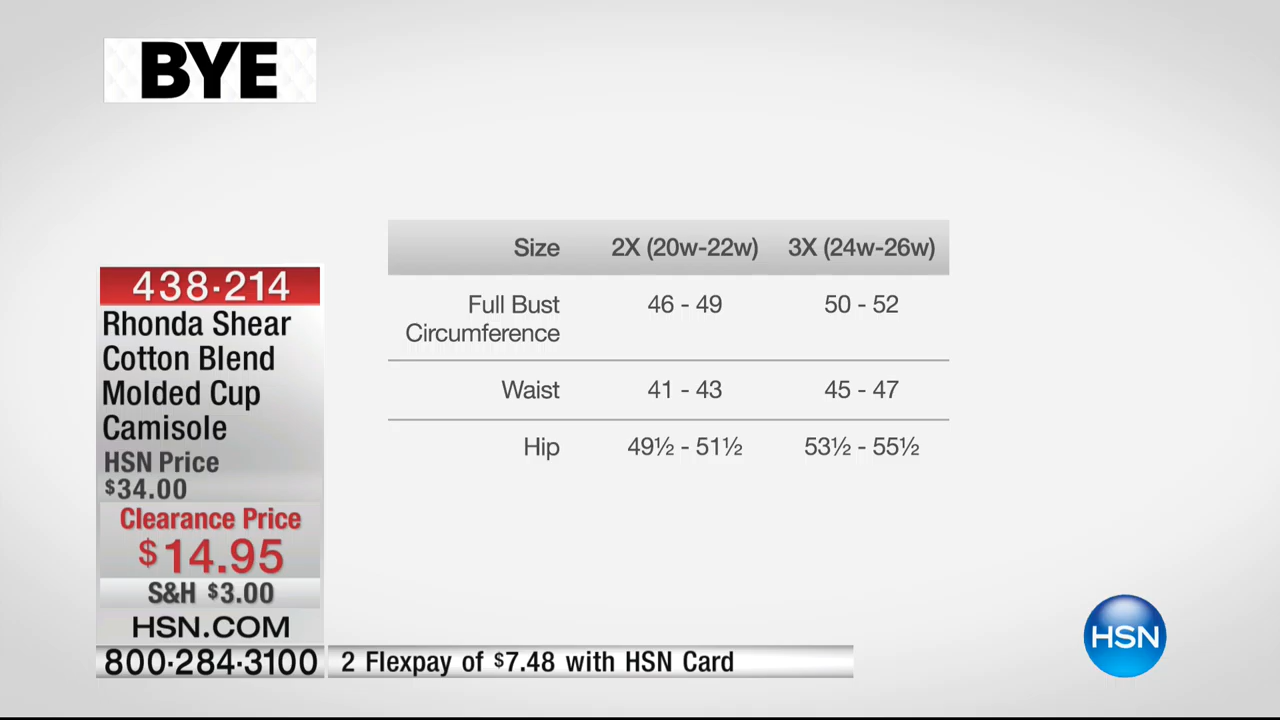 BYE
Size 2X (20w-22w) 3X (24w-26w)
Full Bust Circumference 46 - 49 50 - 52
Waist 41 - 43 45 - 47
Hip 49½ - 51½ 53½ - 55½
438·214
Rhonda Shear
Cotton Blend
Molded Cup
Camisole
HSN Price
$34.00
Clearance Price
$14.95
S&H $3.00
HSN.COM
800·284·3100
2 Flexpay of $7.48 with HSN Card
HSN